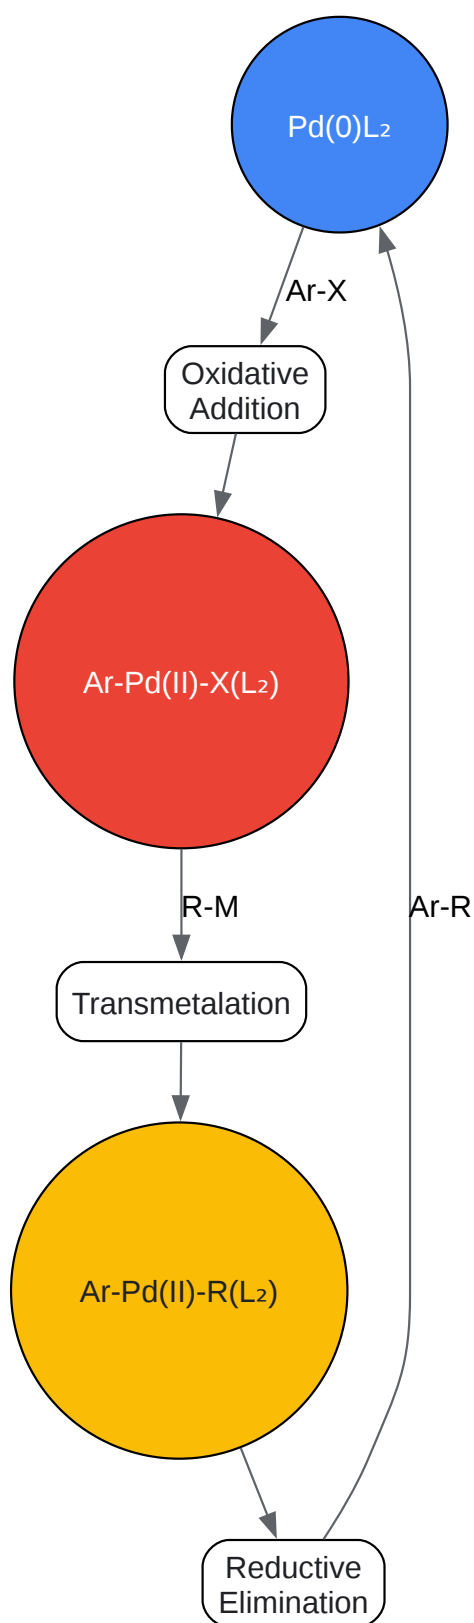 Pd(0)L₂
Ar-X
Oxidative
Addition
Ar-Pd(II)-X(L₂)
R-M
Ar-R
Transmetalation
Ar-Pd(II)-R(L₂)
Reductive
Elimination